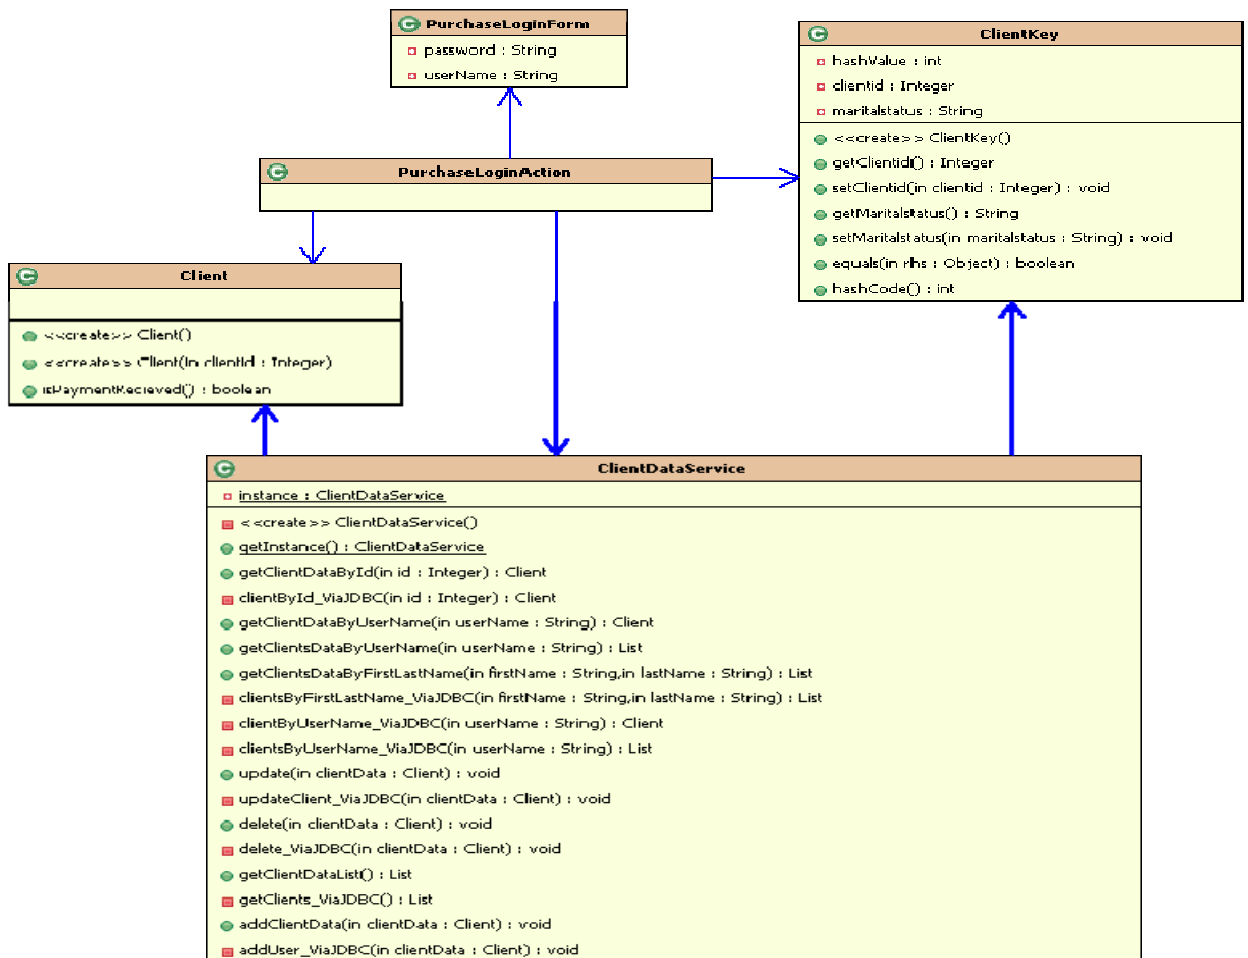 PurchaseLoginForm
password : String
userName : String
ClientKey
hashValue : int
clientid : Integer
maritalstatus : String
<<create>> ClientKey()
getClientid() : Integer
setClientid(in clientid : Integer) : void
getMaritalstatus() : String
setMaritalstatus(in maritalstatus : String) : void
equals(in rhs : Object) : boolean
hashCode() : int
PurchaseLoginAction
Client
<<create>> Client()
<<create>> Client(in clientId : Integer)
isPaymentRecieved() : boolean
ClientDataService
instance : ClientDataService
<<create>> ClientDataService()
getInstance() : ClientDataService
getClientDataById(in id : Integer) : Client
clientById_ViaJDBC(in id : Integer) : Client
getClientDataByUserName(in userName : String) : Client
getClientsDataByUserName(in userName : String) : List
getClientsDataByFirstLastName(in firstName : String,in lastName : String) : List
clientsByFirstLastName_ViaJDBC(in firstName : String,in lastName : String) : List
clientByUserName_ViaJDBC(in userName : String) : Client
clientsByUserName_ViaJDBC(in userName : String) : List
update(in clientData : Client) : void
updateClient_ViaJDBC(in clientData : Client) : void
delete(in clientData : Client) : void
delete_ViaJDBC(in clientData : Client) : void
getClientDataList() : List
getClients_ViaJDBC() : List
addClientData(in clientData : Client) : void
addUser_ViaJDBC(in clientData : Client) : void